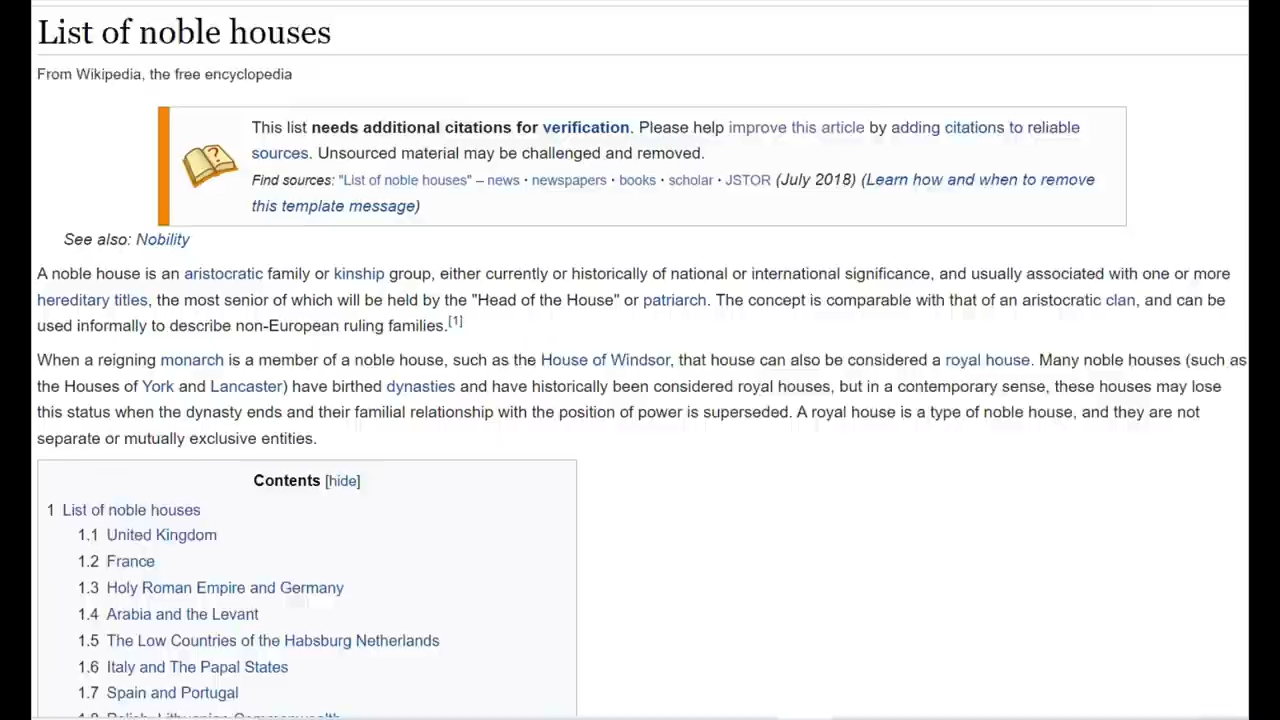 List of noble houses
From Wikipedia, the free encyclopedia
This list needs additional citations for verification. Please help improve this article by adding citations to reliable
sources. Unsourced material may be challenged and removed.
Find sources: "List of noble houses" – news · newspapers · books · scholar · JSTOR (July 2018) (Learn how and when to remove
this template message)
See also: Nobility
A noble house is an aristocratic family or kinship group, either currently or historically of national or international significance, and usually associated with one or more
hereditary titles, the most senior of which will be held by the "Head of the House" or patriarch. The concept is comparable with that of an aristocratic clan, and can be
used informally to describe non-European ruling families.[1]
When a reigning monarch is a member of a noble house, such as the House of Windsor, that house can also be considered a royal house. Many noble houses (such as
the Houses of York and Lancaster) have birthed dynasties and have historically been considered royal houses, but in a contemporary sense, these houses may lose
this status when the dynasty ends and their familial relationship with the position of power is superseded. A royal house is a type of noble house, and they are not
separate or mutually exclusive entities.
Contents [hide]
1 List of noble houses
1.1 United Kingdom
1.2 France
1.3 Holy Roman Empire and Germany
1.4 Arabia and the Levant
1.5 The Low Countries of the Habsburg Netherlands
1.6 Italy and The Papal States
1.7 Spain and Portugal